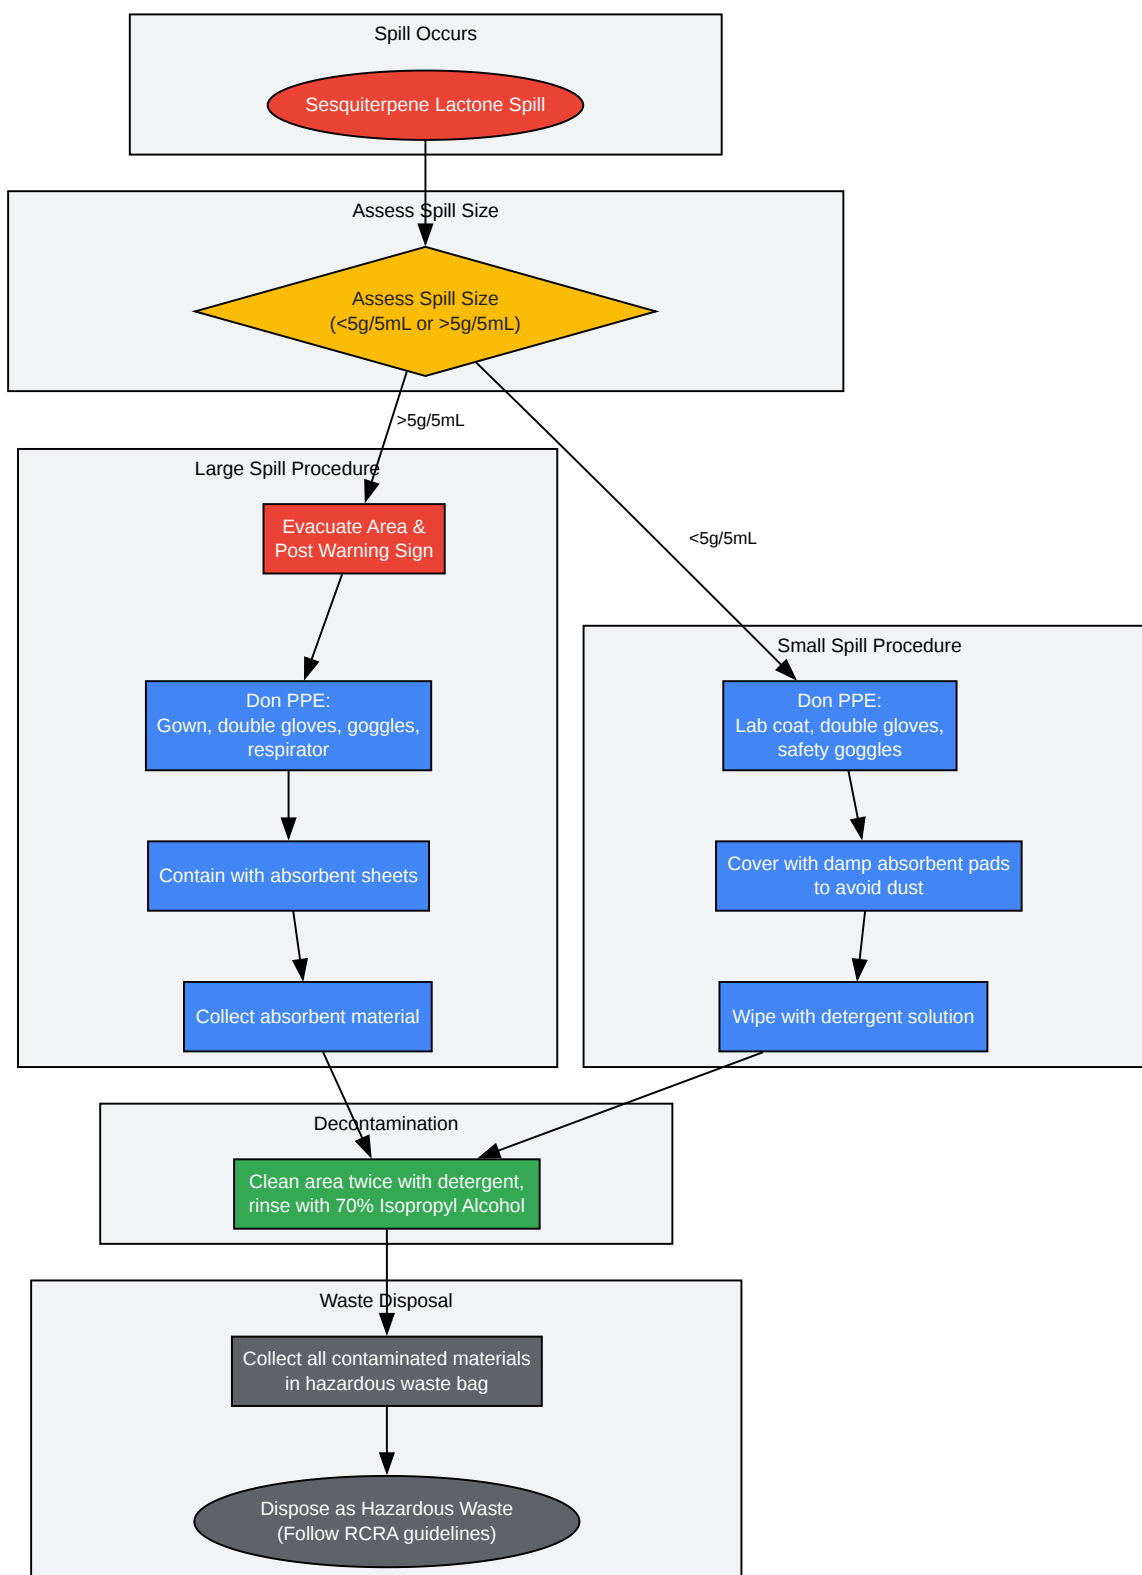 Spill Occurs
Sesquiterpene Lactone Spill
Assess Spill Size
Assess Spill Size
(<5g/5mL or >5g/5mL)
>5g/5mL
<5g/5mL
Large Spill Procedure
Evacuate Area &
Post Warning Sign
Don PPE:
Gown, double gloves, goggles,
respirator
Contain with absorbent sheets
Collect absorbent material
Small Spill Procedure
Don PPE:
Lab coat, double gloves,
safety goggles
Cover with damp absorbent pads
to avoid dust
Wipe with detergent solution
Decontamination
Clean area twice with detergent,
rinse with 70% Isopropyl Alcohol
Waste Disposal
Collect all contaminated materials
in hazardous waste bag
Dispose as Hazardous Waste
(Follow RCRA guidelines)